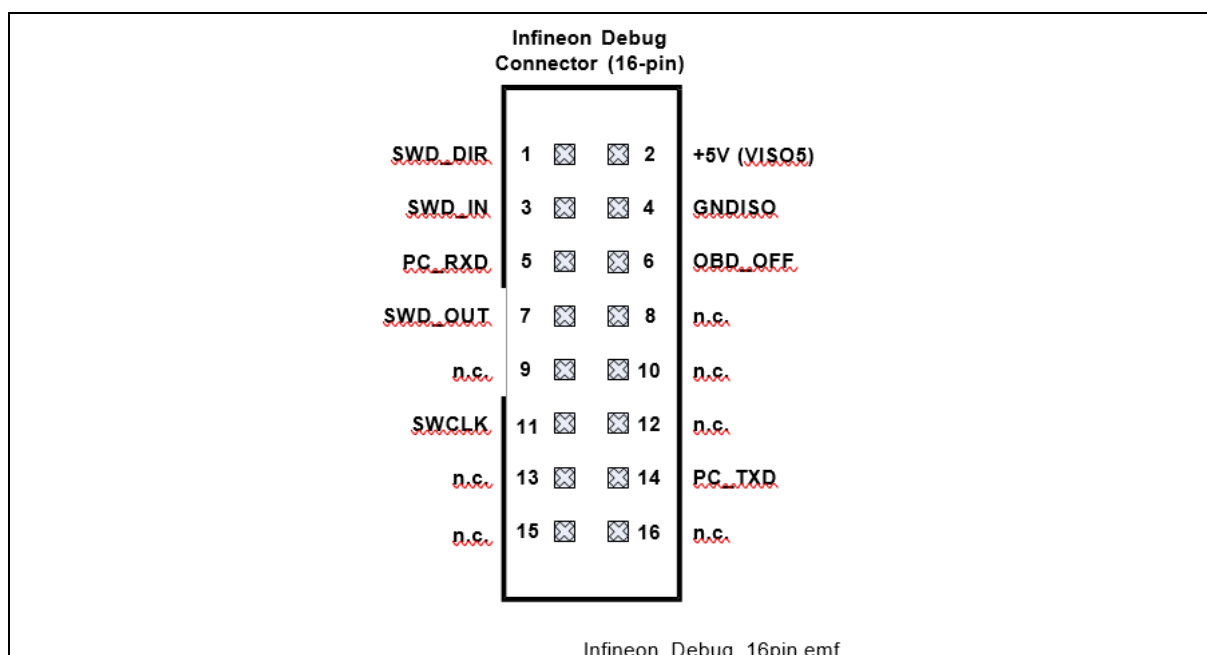 Infineon Debug
Connector (16-pin)
SWD_DIR 1 2 +5V (VISO5)
SWD_IN 3 4 GNDISO
PC_RXD 5 6 OBD_OFF
SWD_OUT 7 8 n.c.
n.c. 9 10 n.c.
SWCLK 11 12 n.c.
n.c. 13 14 PC_TXD
n.c. 15 16 n.c.
Infineon_Debug_16pin.emf